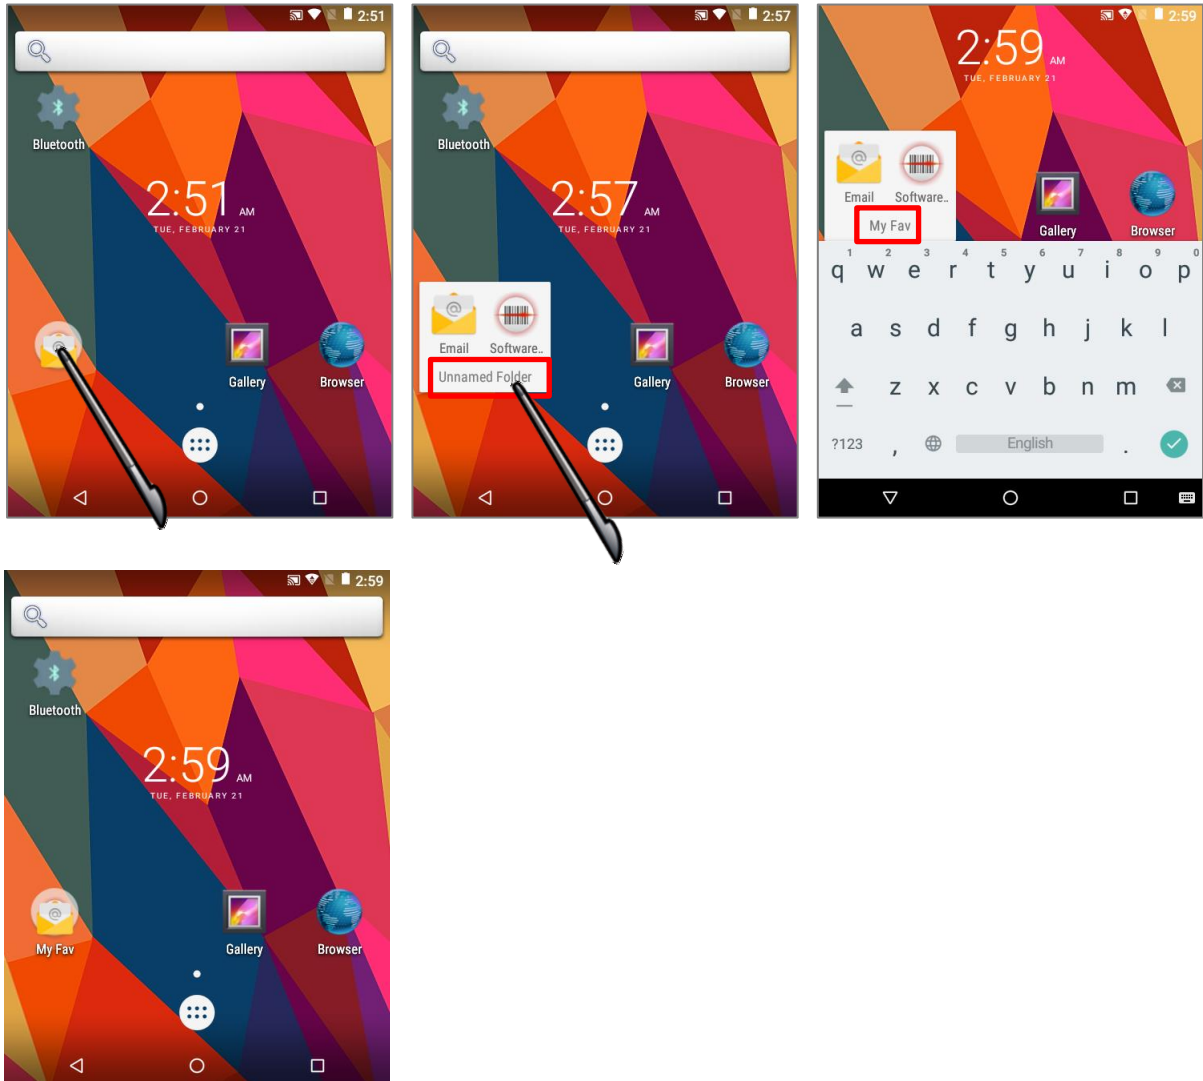 2:51
Bluetooth
2:51 AM
TUE, FEBRUARY 21
Gallery
Browser
2:57
Bluetooth
2:57 AM
TUE, FEBRUARY 21
Email
Software..
Unnamed Folder
Gallery
Browser
2:59
2:59 AM
TUE, FEBRUARY 21
Email
Software..
My Fav
Gallery
Browser
1 2 3 4 5 6 7 8 9 0
q w e r t y u i o p
a s d f g h j k l
z x c v b n m
?123 , English .
2:59
Bluetooth
2:59 AM
TUE, FEBRUARY 21
My Fav
Gallery
Browser